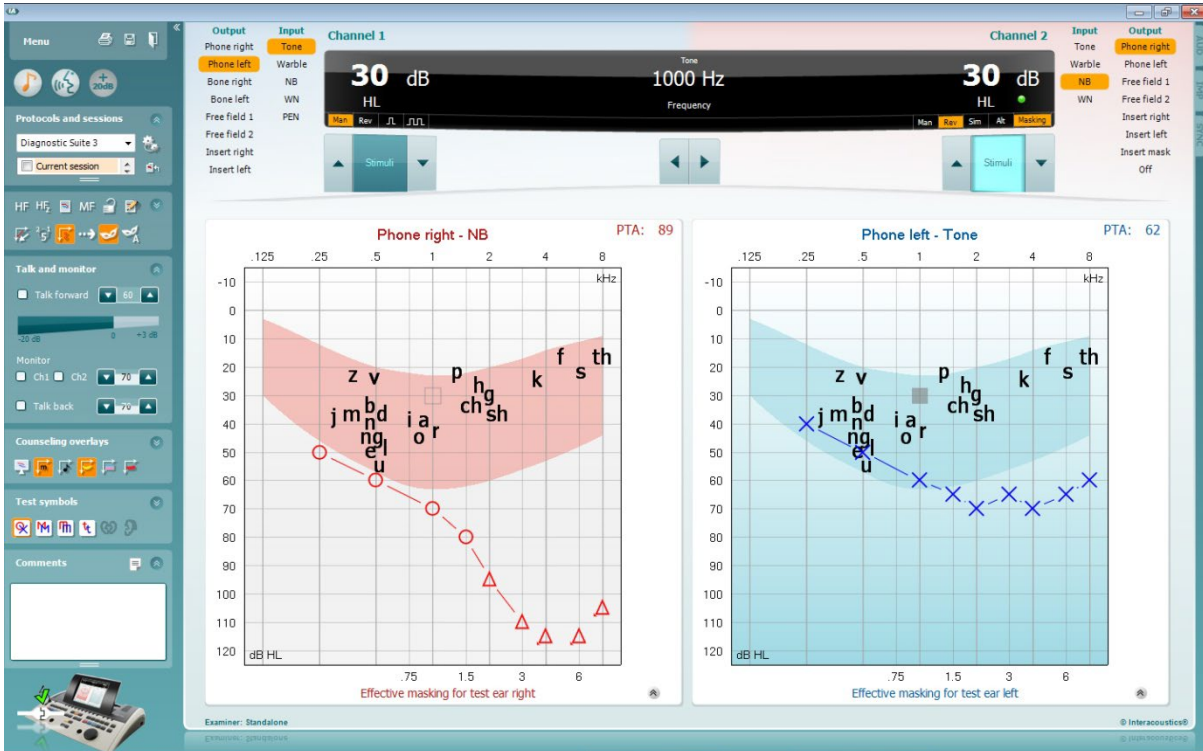 Menu
20dB
Protocols and sessions
Diagnostic Suite 3
Current session
HF HF2 MF
Talk and monitor
Talk forward 60
-20 dB 0 +3 dB
Monitor
Ch1 Ch2 70
Talk back 70
Counseling overlays
Test symbols
Comments
Output Input
Phone right Tone
Phone left Warble
Bone right NB
Bone left WN
Free field 1 PEN
Free field 2
Insert right
Insert left
Channel 1
Channel 2
Tone
30 dB 1000 Hz 30 dB
HL Frequency HL
Man Rev
Man Rev Sim Alt Masking
Stimuli
Stimuli
Input Output
Tone Phone right
Warble Phone left
NB Free field 1
WN Free field 2
Insert right
Insert left
Insert mask
Off
AUD
IMP
Phone right - NB PTA: 89
.125 .25 .5 1 2 4 8
kHz
-10
0
10
20
30
40
50
60
70
80
90
100
110
120
z v p h g k f s th
j m b d n ng e l u i a o r ch sh
dB HL
.75 1.5 3 6
Effective masking for test ear right
Phone left - Tone PTA: 62
.125 .25 .5 1 2 4 8
kHz
-10
0
10
20
30
40
50
60
70
80
90
100
110
120
z v p h g k f s th
j m b d n ng e l u i a o r ch sh
dB HL
.75 1.5 3 6
Effective masking for test ear left
Examiner: Standalone
© Interacoustics®